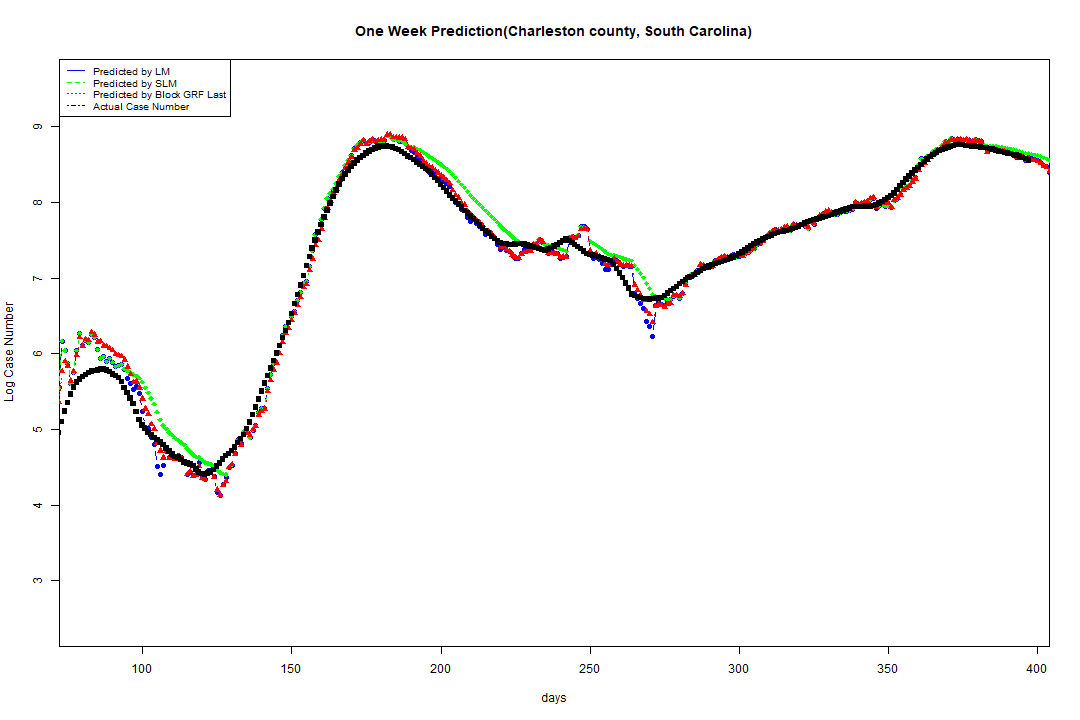 One Week Prediction(Charleston county, South Carolina)
Predicted by LM
Predicted by SLM
Predicted by Block GRF Last
Actual Case Number
9
8
7
6
5
4
3
Log Case Number
100 150 200 250 300 350 400
days